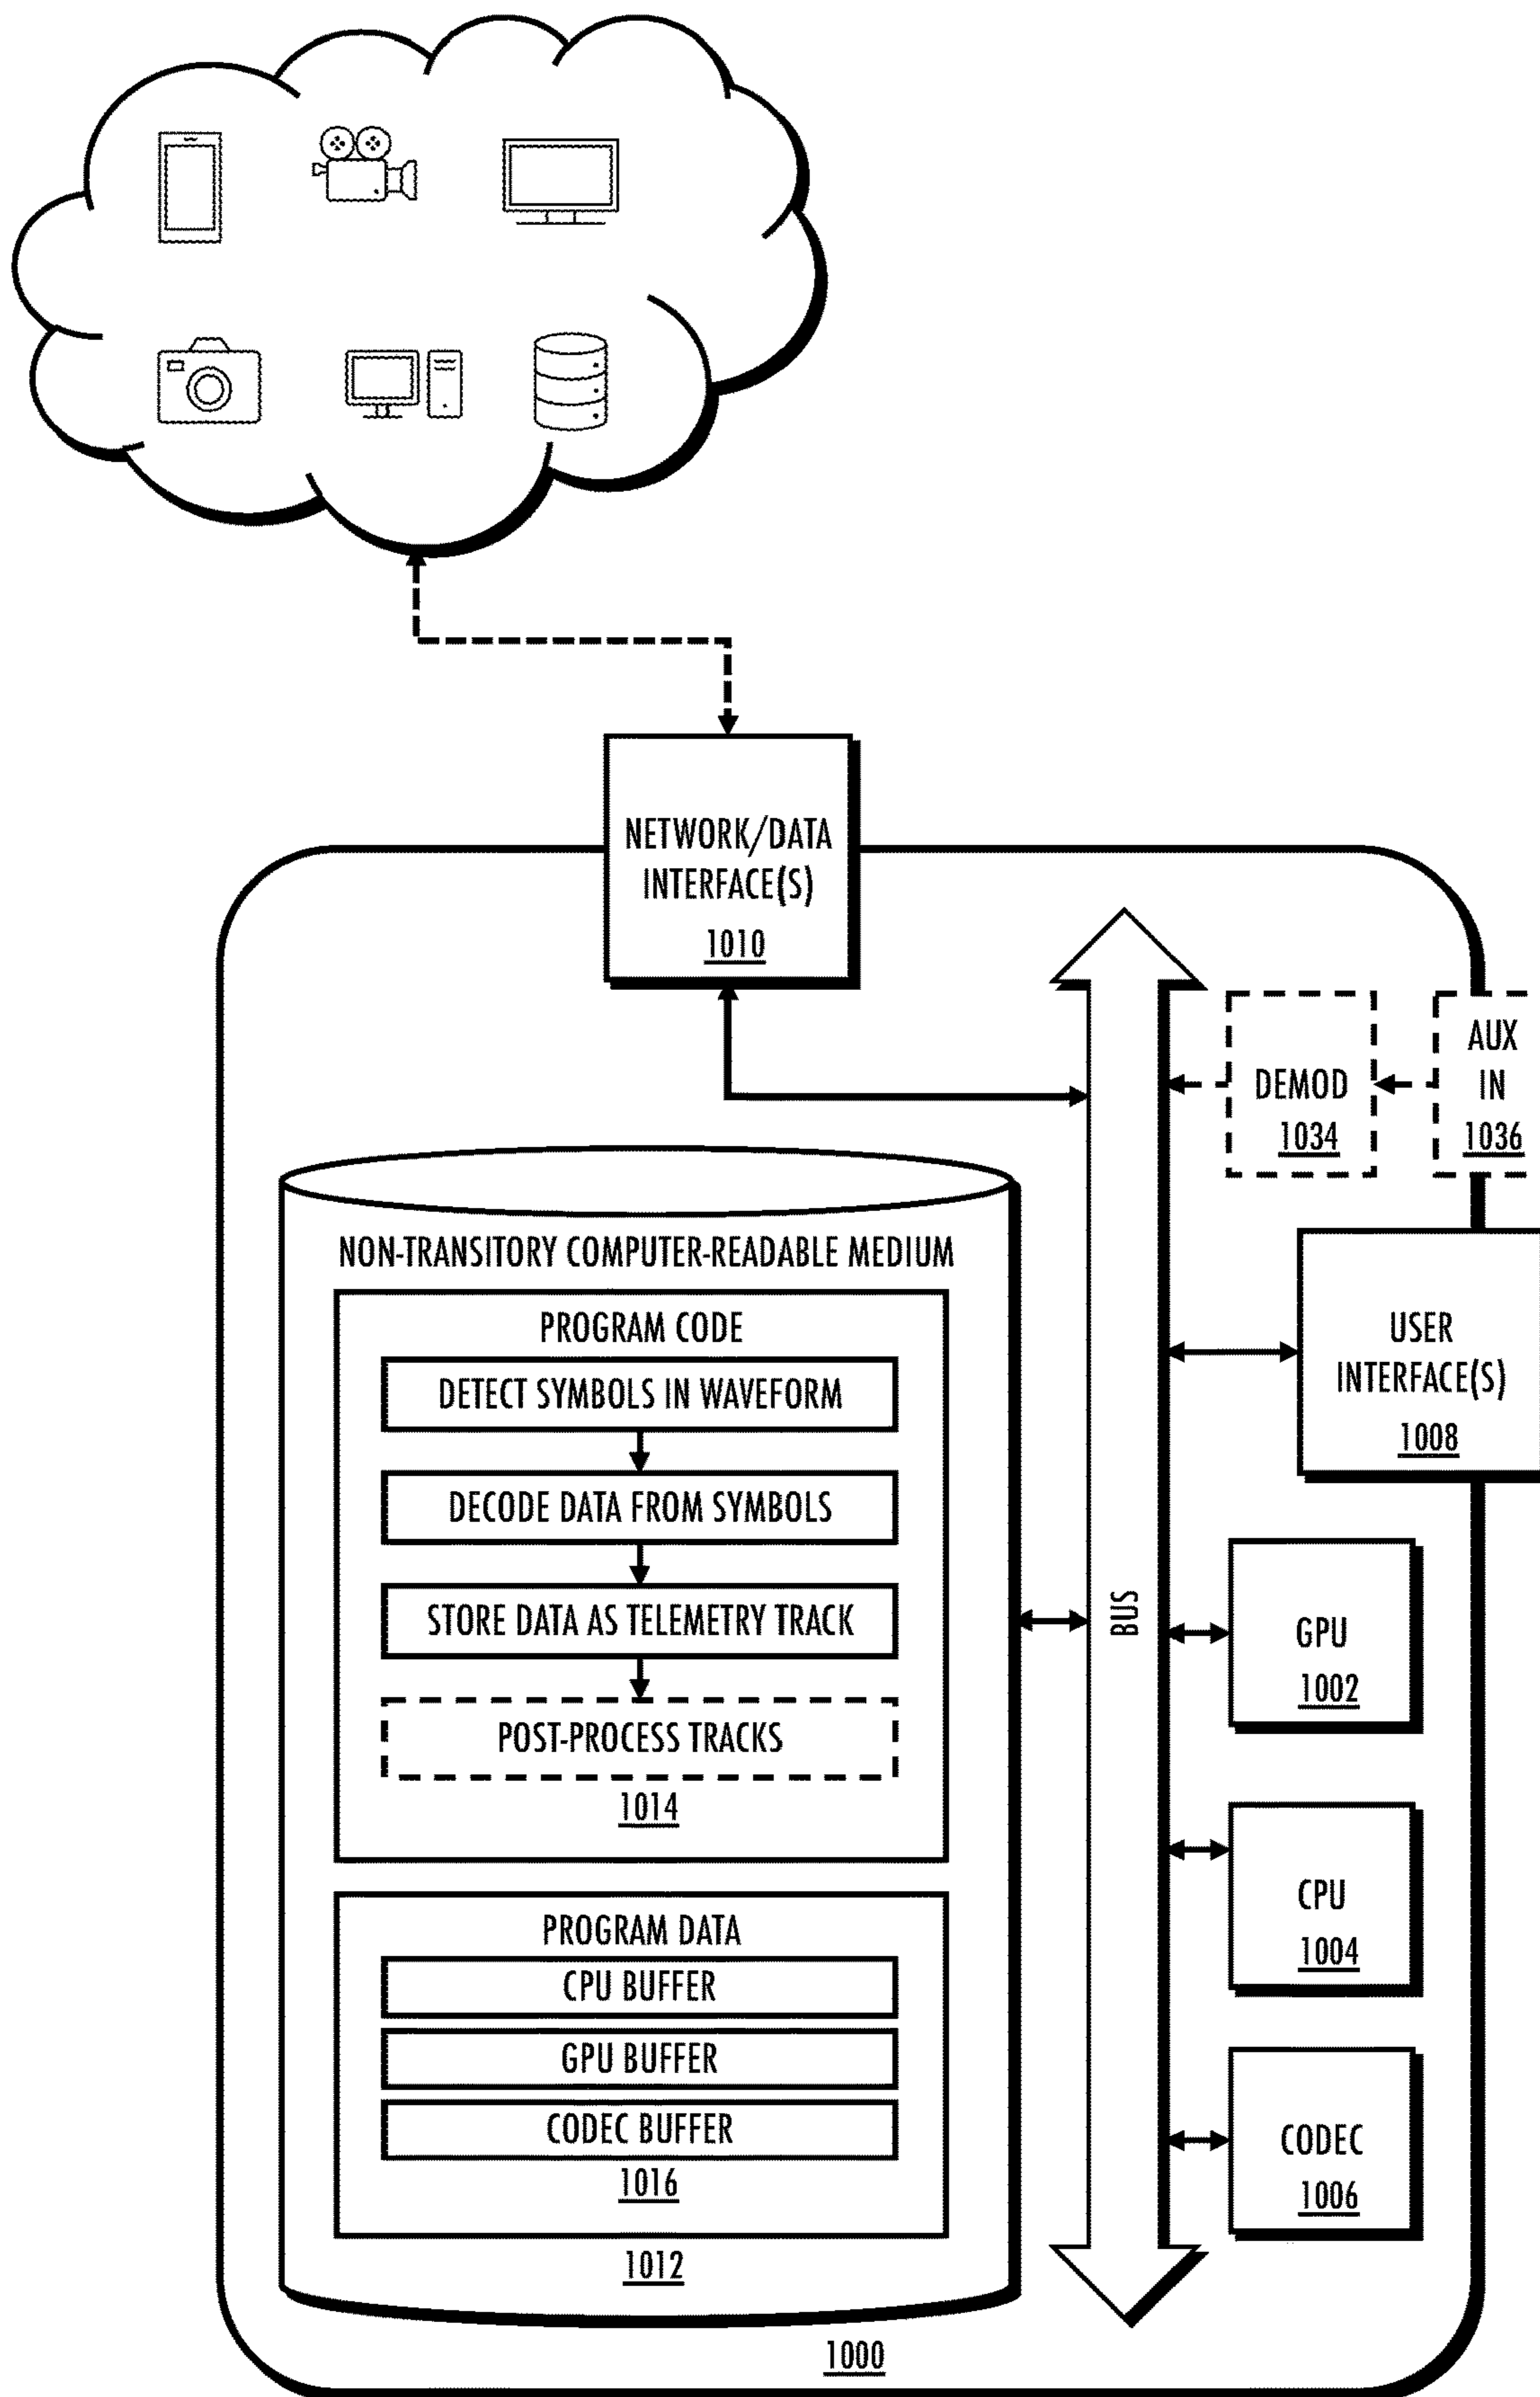 NETWORK/DATA
INTERFACE(S)
1010
DEMOD
1034
AUX
IN
1036
NON-TRANSITORY COMPUTER-READABLE MEDIUM
PROGRAM CODE
DETECT SYMBOLS IN WAVEFORM
DECODE DATA FROM SYMBOLS
STORE DATA AS TELEMETRY TRACK
POST-PROCESS TRACKS
1014
PROGRAM DATA
CPU BUFFER
GPU BUFFER
CODEC BUFFER
1016
1012
BUS
USER
INTERFACE(S)
1008
GPU
1002
CPU
1004
CODEC
1006
1000